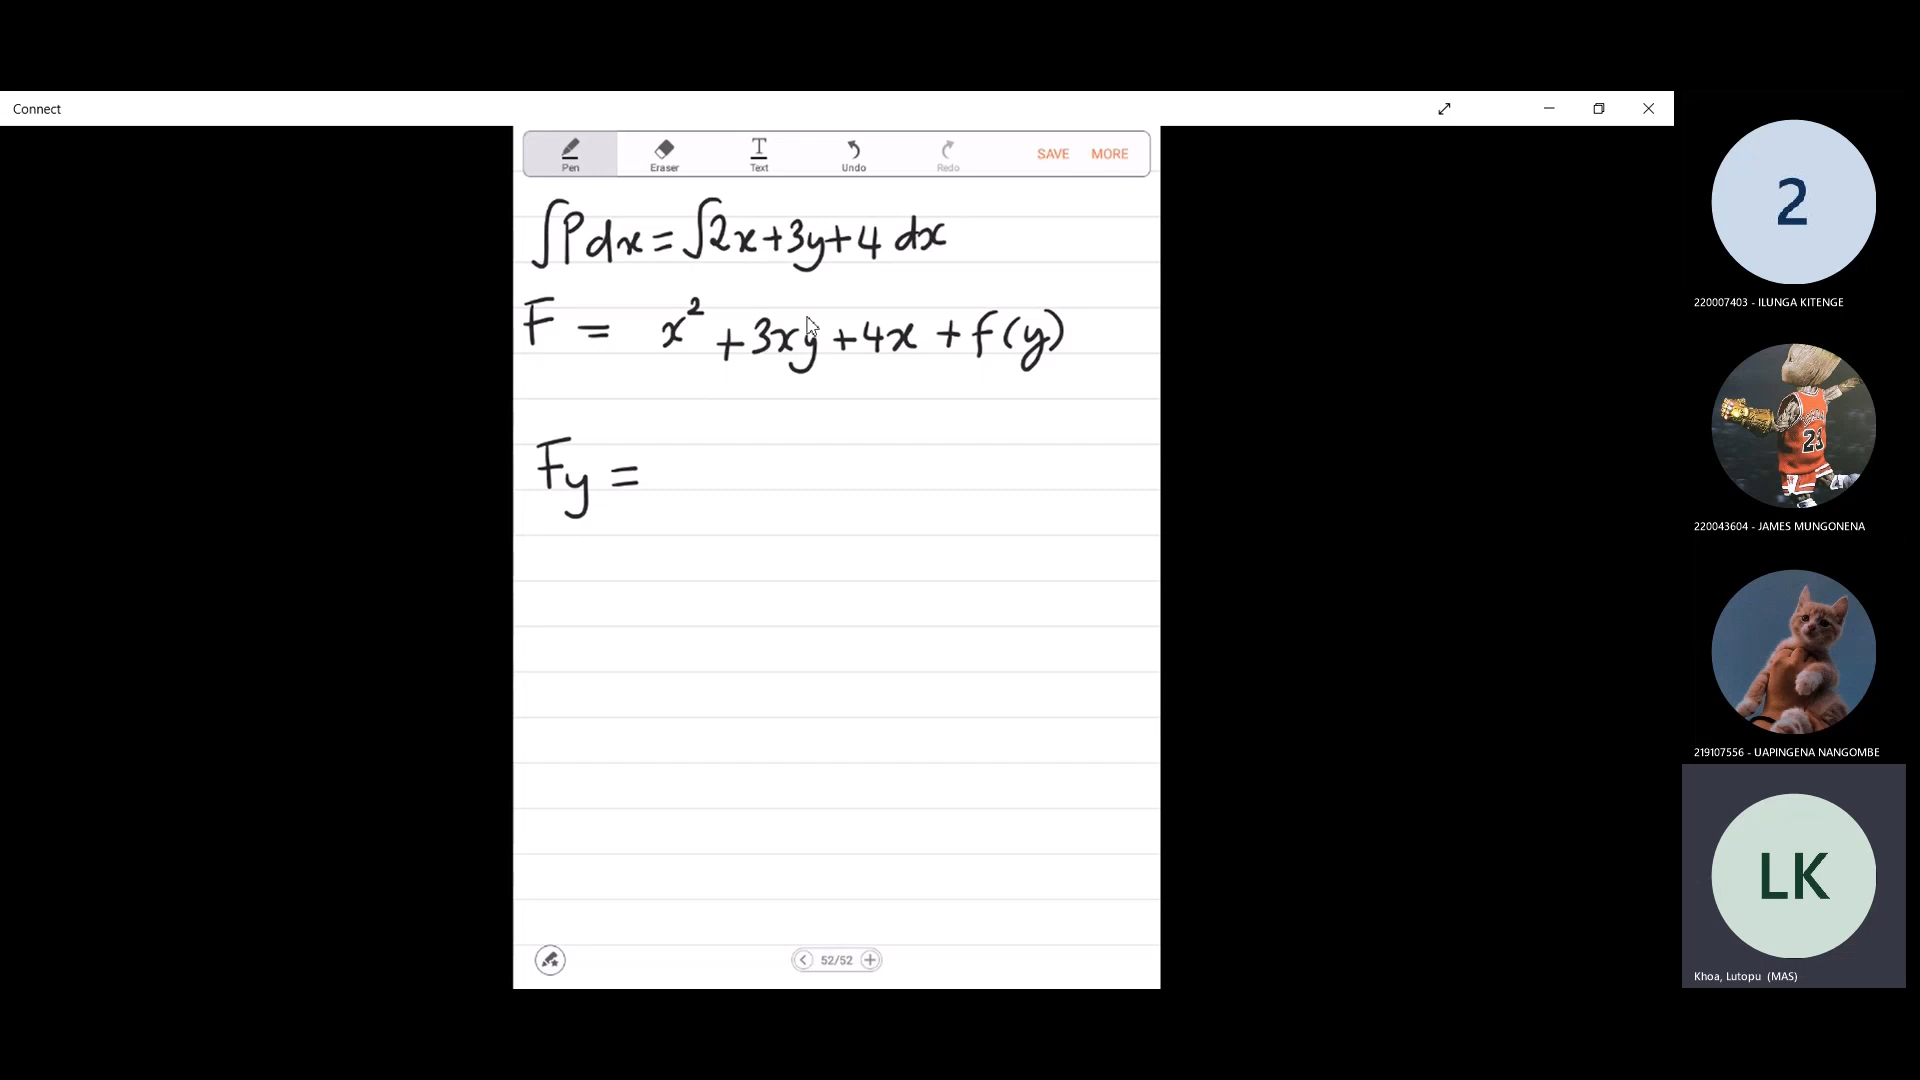 Connect
Pen
Eraser
Text
Undo
Redo
SAVE
MORE
∫P dx = ∫2x+3y+4 dx
F = x² +3xy +4x + f(y)
Fy =
52/52
2
220007403 - ILUNGA KITENGE
23
220043604 - JAMES MUNGONENA
219107556 - UAPINGENA NANGOMBE
LK
Khoa, Lutopu (MAS)